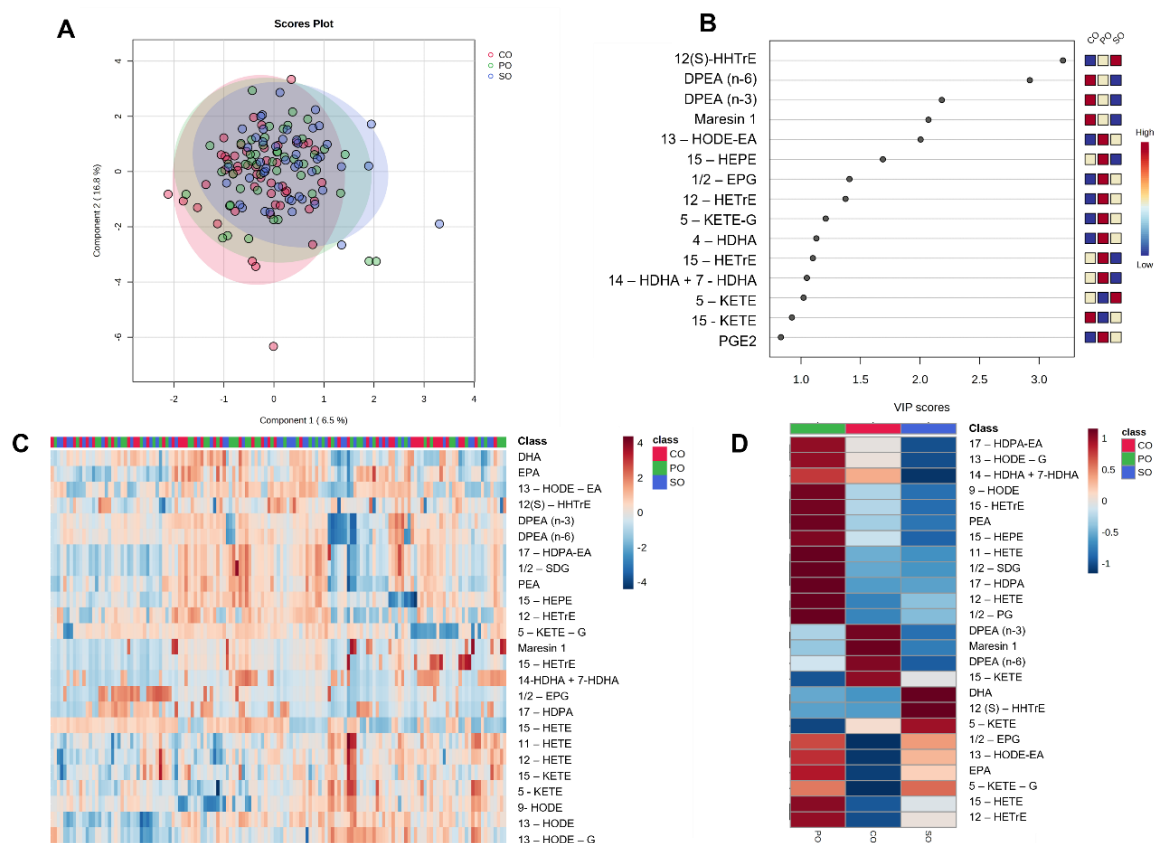 A
Scores Plot
CO
PO
SO
Component 2 ( 16.8 %)
4
2
0
-2
-4
-6
-2
-1
0
1
2
3
4
Component 1 ( 6.5 %)
B
CO PO SO
12(S)-HHTrE
DPEA (n-6)
DPEA (n-3)
Maresin 1
13 – HODE-EA
15 – HEPE
1/2 – EPG
12 – HETrE
5 – KETE-G
4 – HDHA
15 – HETrE
14 – HDHA + 7 - HDHA
5 – KETE
15 - KETE
PGE2
High
Low
1.0
1.5
2.0
2.5
3.0
VIP scores
C
Class
DHA
EPA
13 – HODE – EA
12(S) – HHTrE
DPEA (n-3)
DPEA (n-6)
17 – HDPA-EA
1/2 – SDG
PEA
15 – HEPE
12 – HETrE
5 – KETE – G
Maresin 1
15 – HETrE
14-HDHA + 7-HDHA
1/2 – EPG
17 – HDPA
15 – HETE
11 – HETE
12 – HETE
15 – KETE
5 - KETE
9- HODE
13 – HODE
13 – HODE – G
4
2
0
-2
-4
class
CO
PO
SO
D
Class
17 – HDPA-EA
13 – HODE – G
14 – HDHA + 7-HDHA
9 – HODE
15 - HETrE
PEA
15 – HEPE
11 – HETE
1/2 – SDG
17 – HDPA
12 – HETE
1/2 – PG
DPEA (n-3)
Maresin 1
DPEA (n-6)
15 - KETE
DHA
12 (S) – HHTrE
5 – KETE
1/2 – EPG
13 – HODE-EA
EPA
5 – KETE – G
15 – HETE
12 – HETrE
PO
CO
SO
1
0.5
0
-0.5
-1
class
CO
PO
SO